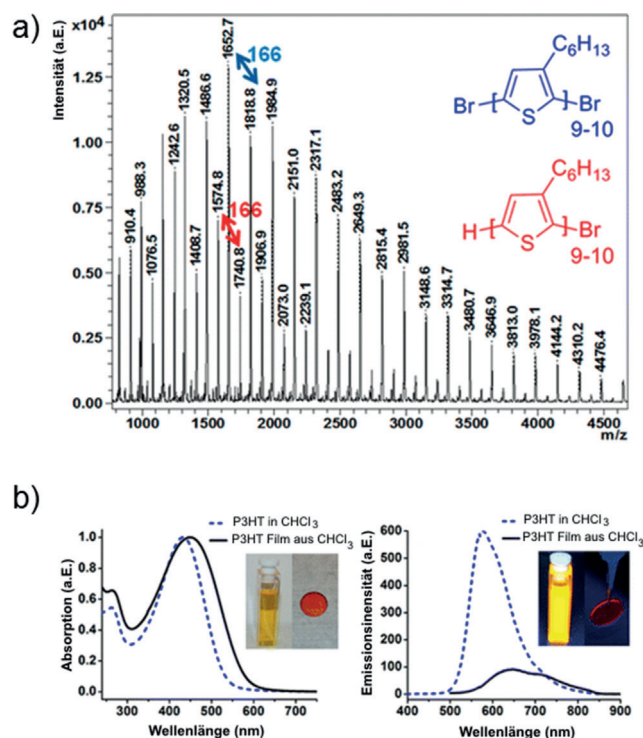 a)
x10⁴
Intensität (a.E.)
1.25
1.00
0.75
0.50
0.25
0.00
910.4
988.3
1076.5
1242.6
1320.5
1408.7
1486.6
1574.8
1652.7
1740.8
1818.8
1906.9
1984.9
2073.0
2151.0
2239.1
2317.1
2483.2
2649.3
2815.4
2981.5
3148.6
3314.7
3480.7
3646.9
3813.0
3978.1
4144.2
4310.2
4476.4
166
166
C₆H₁₃
Br
S
Br
9-10
C₆H₁₃
H
S
Br
9-10
1000 1500 2000 2500 3000 3500 4000 4500
m/z
b)
P3HT in CHCl₃
P3HT Film aus CHCl₃
Absorption (a.E.)
1.0
0.8
0.6
0.4
0.2
0.0
300 400 500 600 700
Wellenlänge (nm)
P3HT in CHCl₃
P3HT Film aus CHCl₃
Emissionsinensität (a.E.)
600
500
400
300
200
100
0
400 500 600 700 800 900
Wellenlänge (nm)